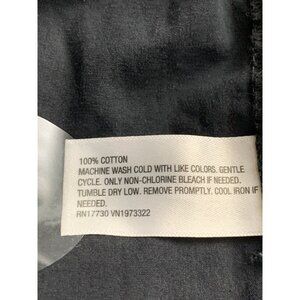 100% COTTON
MACHINE WASH COLD WITH LIKE COLORS. GENTLE
CYCLE. ONLY NON-CHLORINE BLEACH IF NEEDED.
TUMBLE DRY LOW. REMOVE PROMPTLY. COOL IRON IF
NEEDED.
RN17730 VN1973322